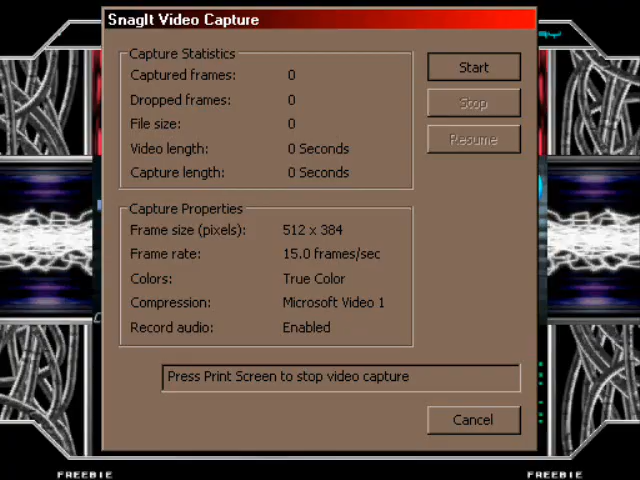 SnagIt Video Capture
Capture Statistics
Captured frames: 0
Dropped frames: 0
File size: 0
Video length: 0 Seconds
Capture length: 0 Seconds
Start
Stop
Resume
Capture Properties
Frame size (pixels): 512 x 384
Frame rate: 15.0 frames/sec
Colors: True Color
Compression: Microsoft Video 1
Record audio: Enabled
Press Print Screen to stop video capture
Cancel
FREEBIE FREEBIE